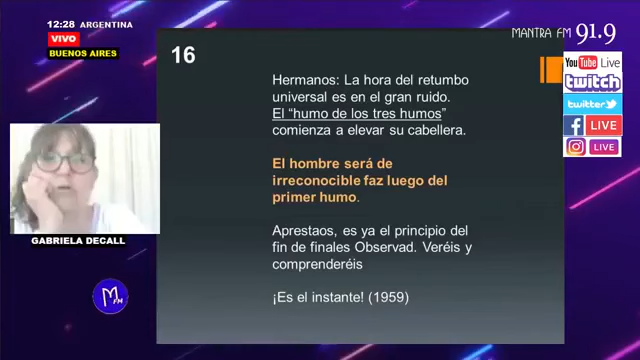 12:28 ARGENTINA
VIVO
BUENOS AIRES
MANTRA FM 91.9
YouTube Live
twitch
twitter
LIVE
LIVE
16
Hermanos: La hora del retumbo
universal es en el gran ruido.
El “humo de los tres humos”
comienza a elevar su cabellera.
El hombre será de
irreconocible faz luego del
primer humo.
Aprestaos, es ya el principio del
fin de finales Observad. Veréis y
comprenderéis
¡Es el instante! (1959)
GABRIELA DECALL
M FM